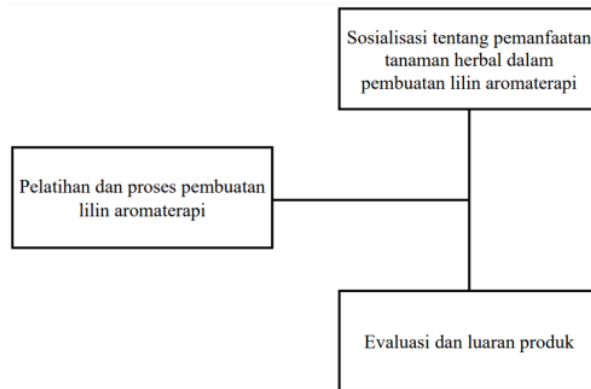 Sosialisasi tentang pemanfaatan
tanaman herbal dalam
pembuatan lilin aromaterapi
Pelatihan dan proses pembuatan
lilin aromaterapi
Evaluasi dan luaran produk